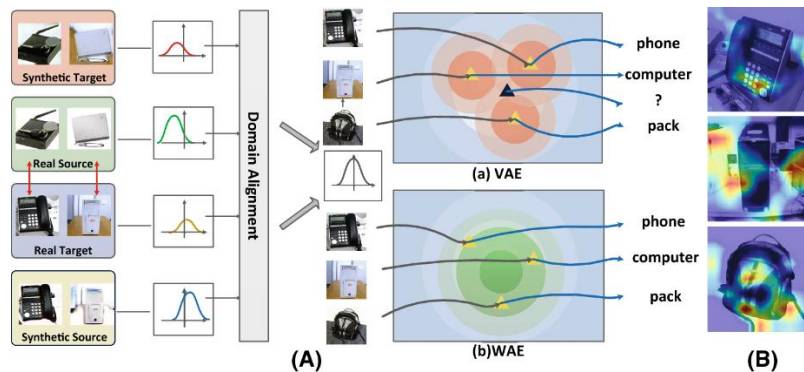 Synthetic Target
Real Source
Real Target
Synthetic Source
Domain Alignment
(A)
phone
computer
?
pack
(a) VAE
phone
computer
pack
(b)WAE
(B)